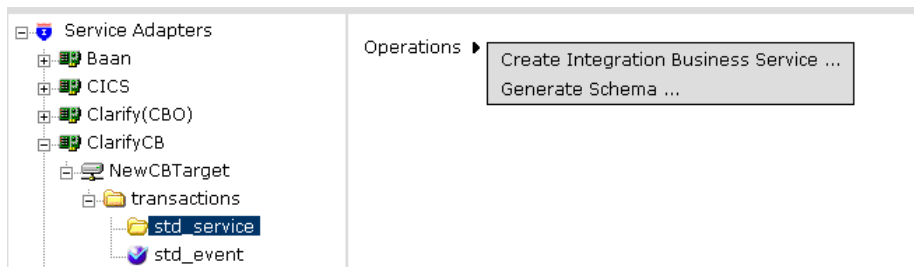 Service Adapters
Baan
CICS
Clarify(CBO)
ClarifyCB
NewCBTarget
transactions
std_service
std_event
Operations
Create Integration Business Service ...
Generate Schema ...